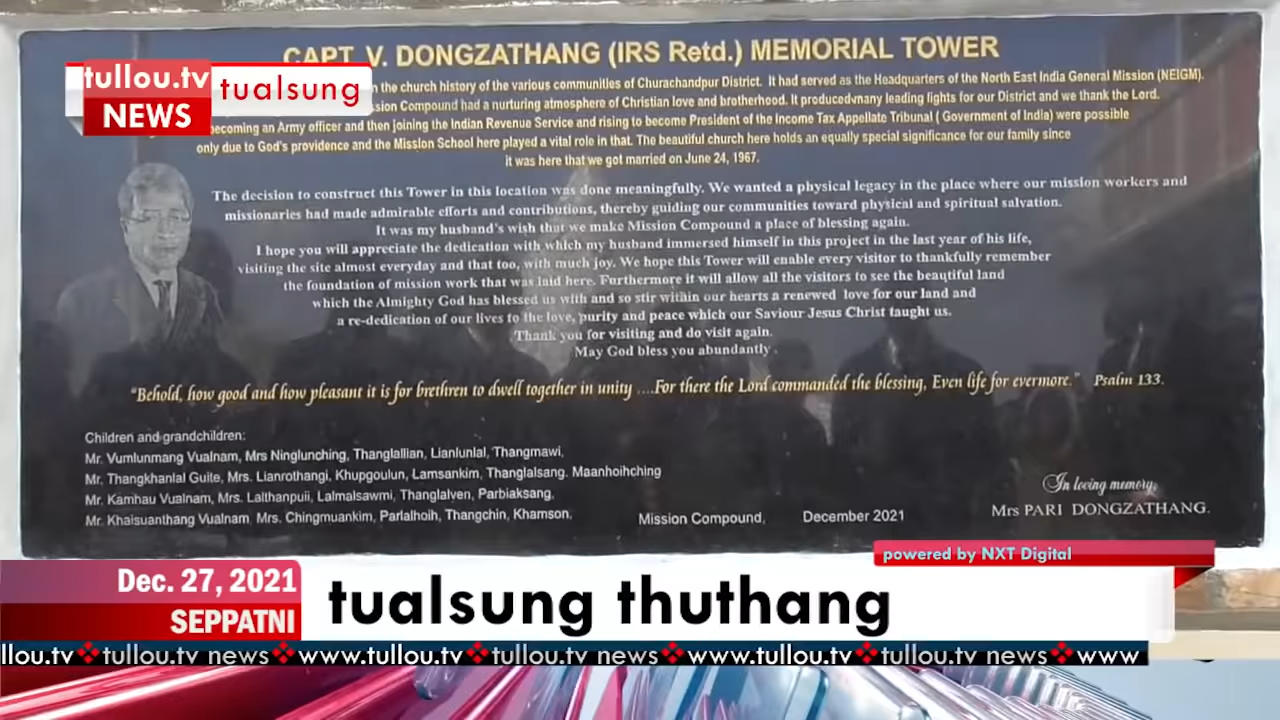 CAPT. V. DONGZATHANG (IRS Retd.) MEMORIAL TOWER
tullou.tv
NEWS
tualsung
n the church history of the various communities of Churachandpur District. It had served as the Headquarters of the North East India General Mission (NEIGM).
ssion Compound had a nurturing atmosphere of Christian love and brotherhood. It produced many leading lights for our District and we thank the Lord.
ecoming an Army officer and then joining the Indian Revenue Service and rising to become President of the Income Tax Appellate Tribunal ( Government of India) were possible
only due to God's providence and the Mission School here played a vital role in that. The beautiful church here holds an equally special significance for our family since
it was here that we got married on June 24, 1967.
The decision to construct this Tower in this location was done meaningfully. We wanted a physical legacy in the place where our mission workers and
missionaries had made admirable efforts and contributions, thereby guiding our communities toward physical and spiritual salvation.
It was my husband's wish that we make Mission Compound a place of blessing again.
I hope you will appreciate the dedication with which my husband immersed himself in this project in the last year of his life,
visiting the site almost everyday and that too, with much joy. We hope this Tower will enable every visitor to thankfully remember
the foundation of mission work that was laid here. Furthermore it will allow all the visitors to see the beautiful land
which the Almighty God has blessed us with and so stir within our hearts a renewed love for our land and
a re-dedication of our lives to the love, purity and peace which our Saviour Jesus Christ taught us.
Thank you for visiting and do visit again.
May God bless you abundantly .
"Behold, how good and how pleasant it is for brethren to dwell together in unity ....For there the Lord commanded the blessing, Even life for evermore." Psalm 133.
Children and grandchildren:
Mr. Vumlunmang Vualnam, Mrs Ninglunching, Thanglallian, Lianlunlal, Thangmawi,
Mr. Thangkhanlal Guite, Mrs. Lianrothangi, Khupgoulun, Lamsankim, Thanglalsang. Maanhoihching
Mr. Kamhau Vualnam, Mrs. Lalthanpuii, Lalmalsawmi, Thanglalven, Parbiaksang,
Mr. Khaisuanthang Vualnam, Mrs. Chingmuankim, Parlalhoih, Thangchin, Khamson,
Mission Compound, December 2021
In loving memory,
Mrs PARI DONGZATHANG.
powered by NXT Digital
Dec. 27, 2021
SEPPATNI
tualsung thuthang
llou.tv tullou.tv news www.tullou.tv tullou.tv news www.tullou.tv tullou.tv news www